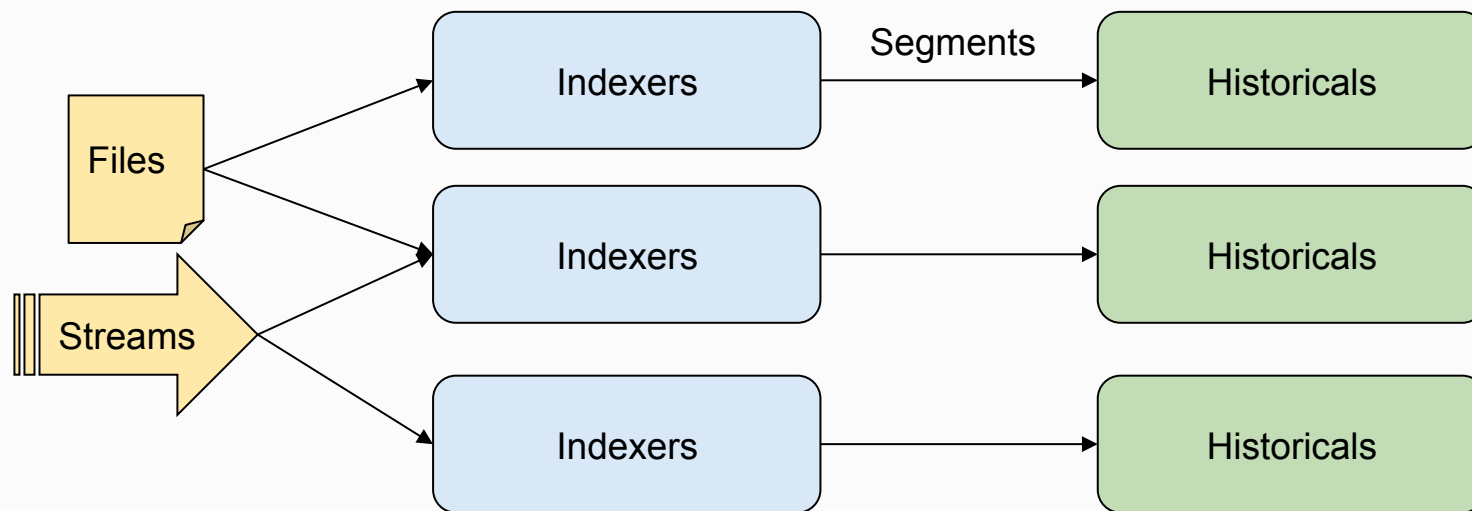 Segments
Indexers
Historicals
Files
Indexers
Historicals
Streams
Indexers
Historicals